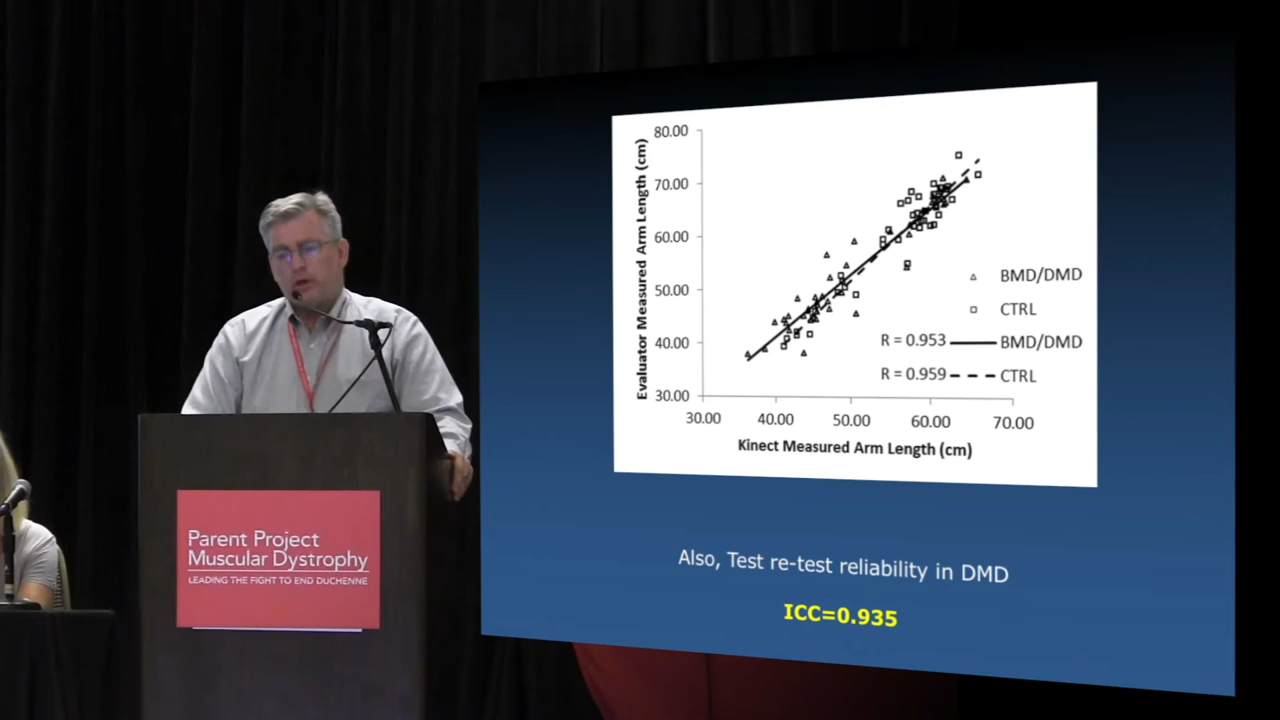 Parent Project
Muscular Dystrophy
LEADING THE FIGHT TO END DUCHENNE
Evaluator Measured Arm Length (cm)
80.00
70.00
60.00
50.00
40.00
30.00
30.00 40.00 50.00 60.00 70.00
Kinect Measured Arm Length (cm)
BMD/DMD
CTRL
R = 0.953 BMD/DMD
R = 0.959 CTRL
Also, Test re-test reliability in DMD
ICC=0.935